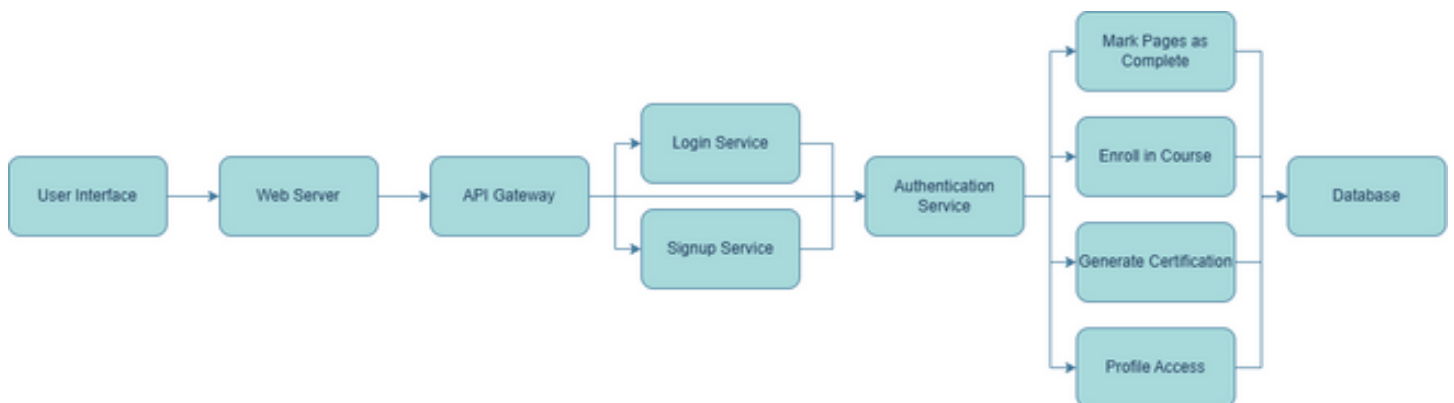 User Interface
Web Server
API Gateway
Login Service
Signup Service
Authentication
Service
Mark Pages as
Complete
Enroll in Course
Generate Certification
Profile Access
Database